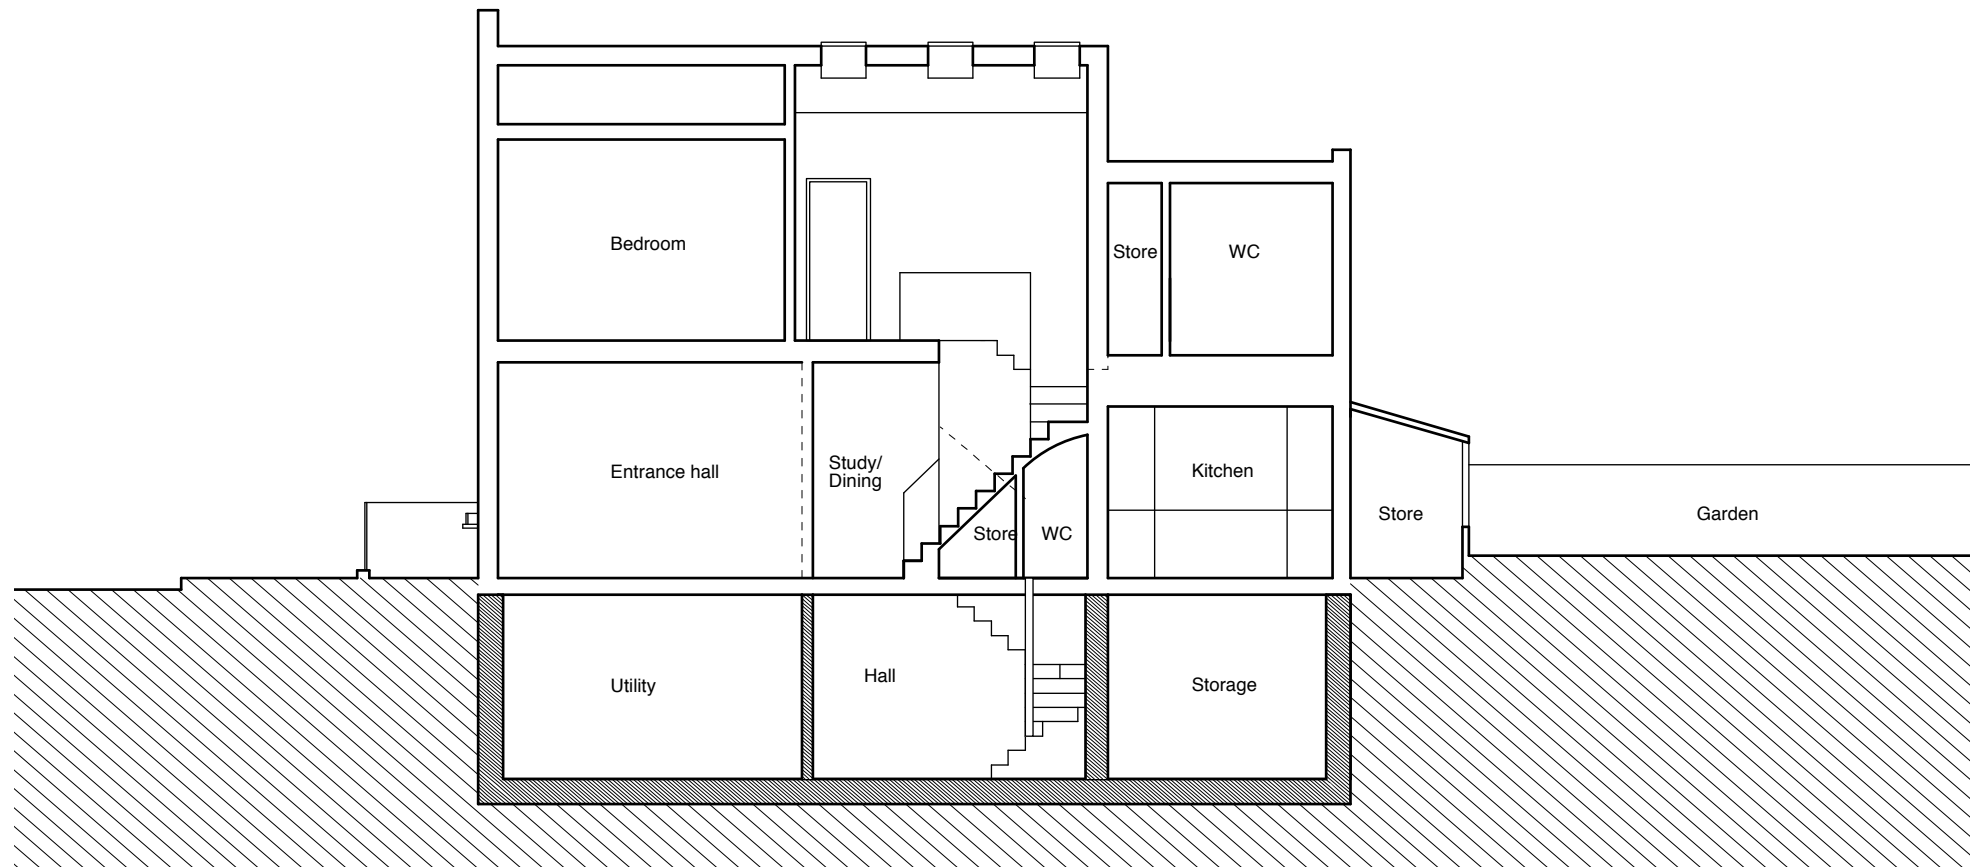 Bedroom
Store
WC
Entrance hall
Study/
Dining
Store
WC
Kitchen
Store
Garden
Utility
Hall
Storage